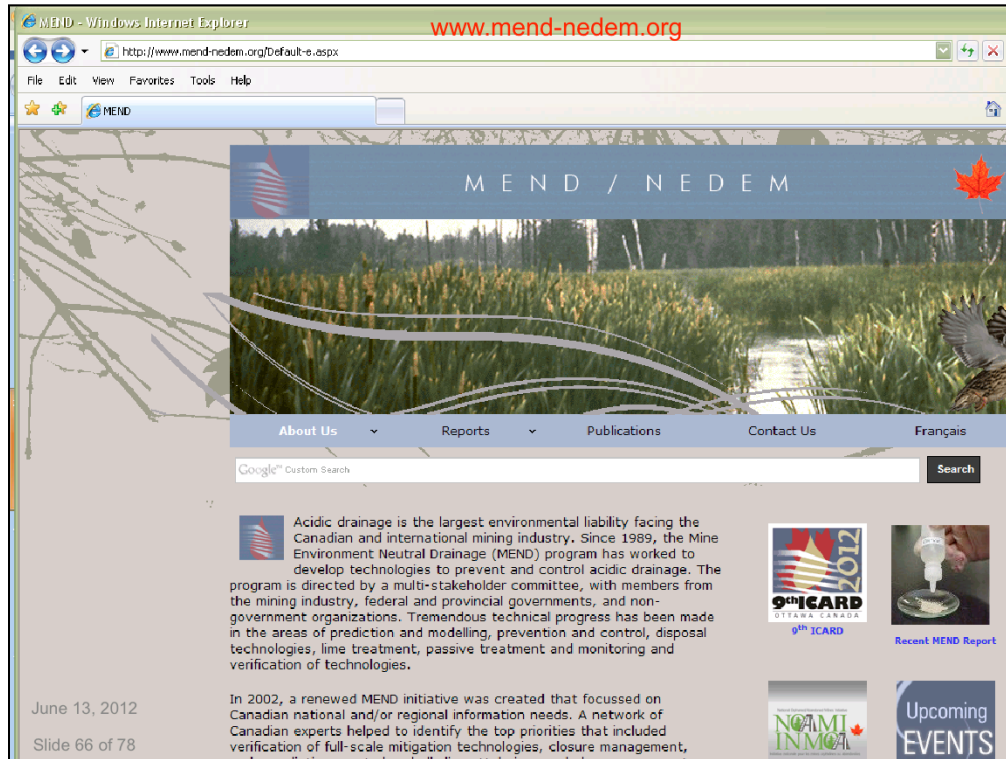 MEND - Windows Internet Explorer
www.mend-nedem.org
http://www.mend-nedem.org/Default-e.aspx
File Edit View Favorites Tools Help
MEND
MEND / NEDEM
About Us Reports Publications Contact Us Français
Google™ Custom Search
Search
Acidic drainage is the largest environmental liability facing the
Canadian and international mining industry. Since 1989, the Mine
Environment Neutral Drainage (MEND) program has worked to
develop technologies to prevent and control acidic drainage. The
program is directed by a multi-stakeholder committee, with members from
the mining industry, federal and provincial governments, and non-
government organizations. Tremendous technical progress has been made
in the areas of prediction and modelling, prevention and control, disposal
technologies, lime treatment, passive treatment and monitoring and
verification of technologies.
In 2002, a renewed MEND initiative was created that focussed on
Canadian national and/or regional information needs. A network of
Canadian experts helped to identify the top priorities that included
verification of full-scale mitigation technologies, closure management,
2012
9th ICARD
OTTAWA CANADA
9th ICARD
Recent MEND Report
NOAMI
INMOA
Upcoming
EVENTS
June 13, 2012
Slide 66 of 78